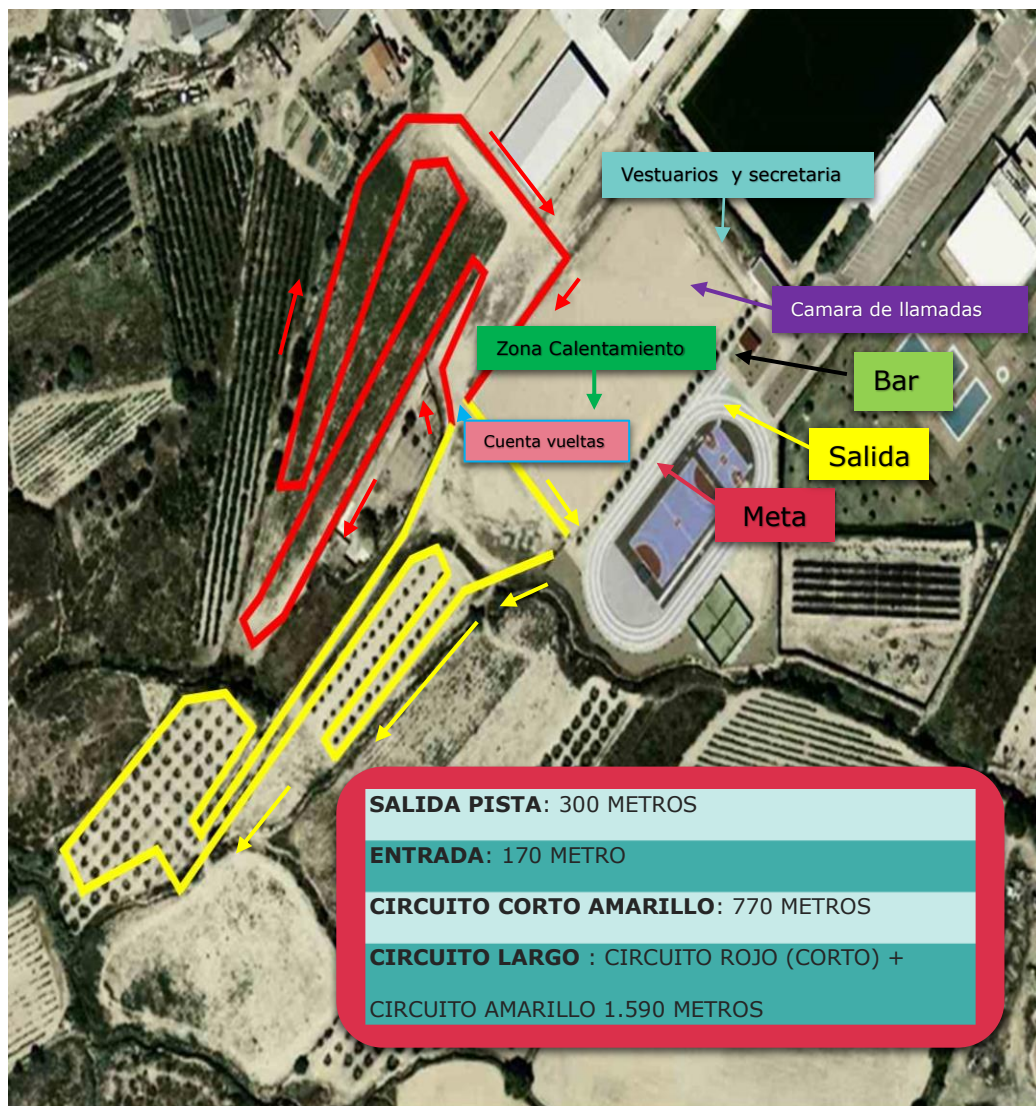 Vestuarios y secretaria
Camara de llamadas
Zona Calentamiento
Bar
Cuenta vueltas
Salida
Meta
SALIDA PISTA: 300 METROS
ENTRADA: 170 METRO
CIRCUITO CORTO AMARILLO: 770 METROS
CIRCUITO LARGO : CIRCUITO ROJO (CORTO) +
CIRCUITO AMARILLO 1.590 METROS